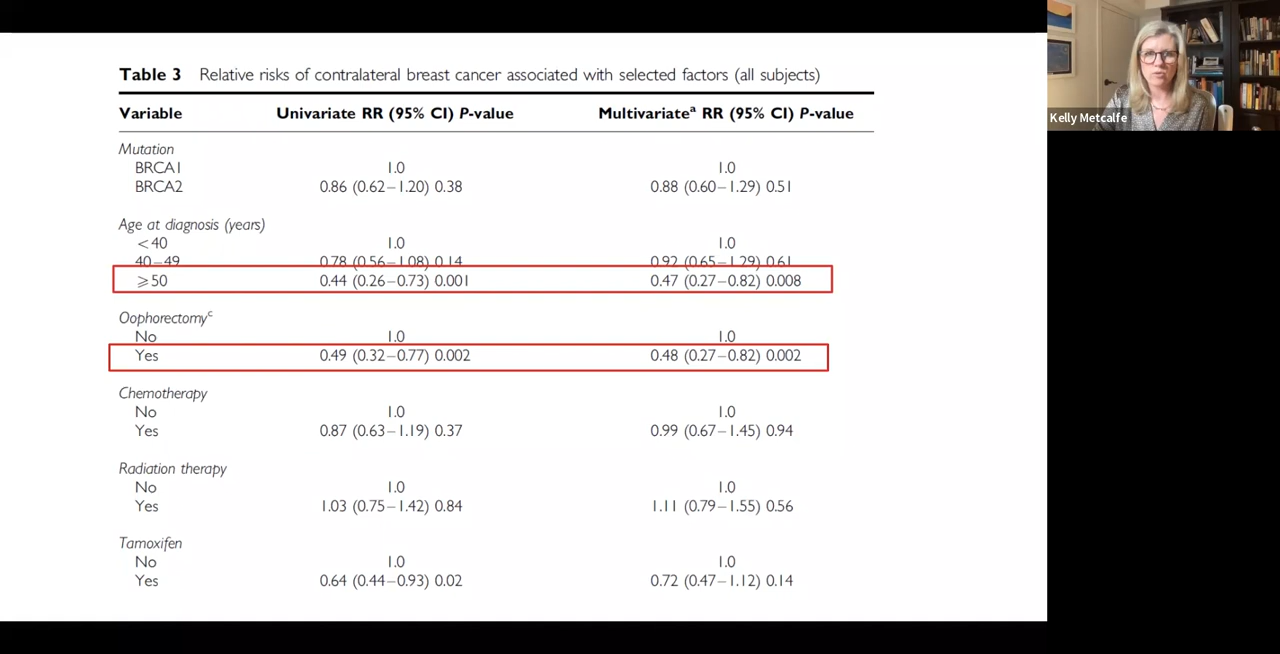 Table 3 Relative risks of contralateral breast cancer associated with selected factors (all subjects)
Variable Univariate RR (95% CI) P-value Multivariateᵃ RR (95% CI) P-value
Mutation
BRCA1 1.0 1.0
BRCA2 0.86 (0.62–1.20) 0.38 0.88 (0.60–1.29) 0.51
Age at diagnosis (years)
<40 1.0 1.0
40–49 0.78 (0.56–1.08) 0.14 0.92 (0.65–1.29) 0.61
⩾50 0.44 (0.26–0.73) 0.001 0.47 (0.27–0.82) 0.008
Oophorectomyᶜ
No 1.0 1.0
Yes 0.49 (0.32–0.77) 0.002 0.48 (0.27–0.82) 0.002
Chemotherapy
No 1.0 1.0
Yes 0.87 (0.63–1.19) 0.37 0.99 (0.67–1.45) 0.94
Radiation therapy
No 1.0 1.0
Yes 1.03 (0.75–1.42) 0.84 1.11 (0.79–1.55) 0.56
Tamoxifen
No 1.0 1.0
Yes 0.64 (0.44–0.93) 0.02 0.72 (0.47–1.12) 0.14
Kelly Metcalfe